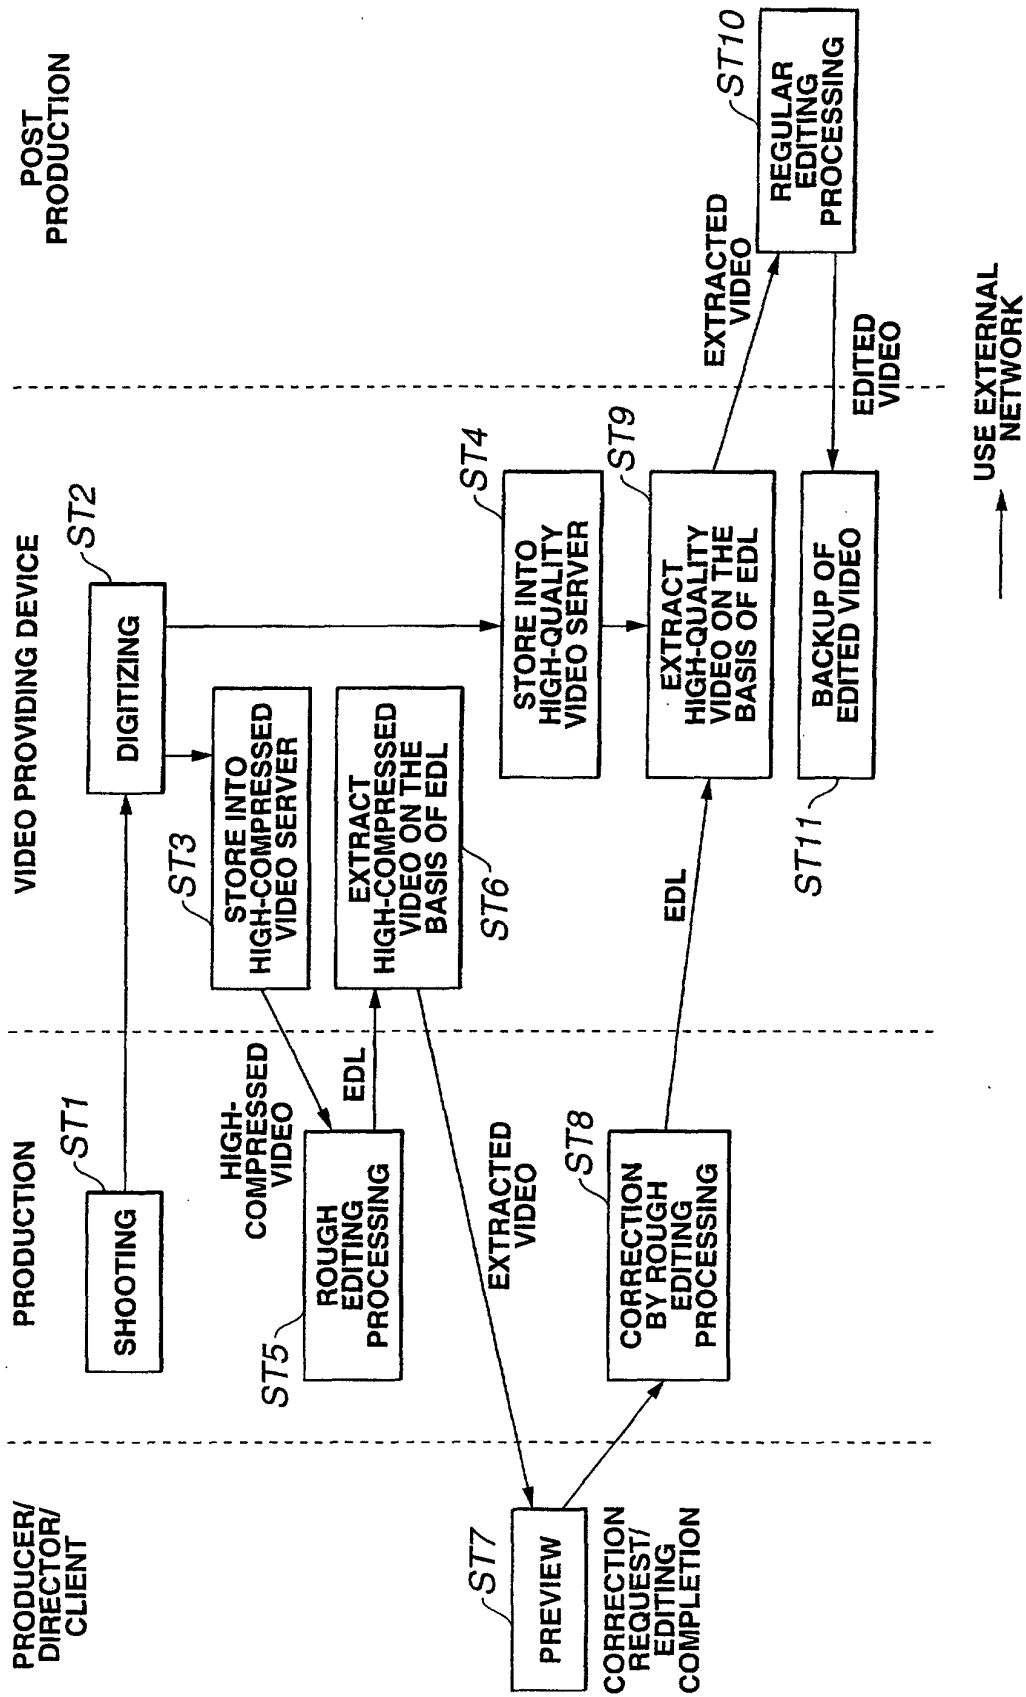 PRODUCER/
DIRECTOR/
CLIENT
PRODUCTION
VIDEO PROVIDING DEVICE
POST
PRODUCTION
ST1
SHOOTING
ST2
DIGITIZING
ST3
STORE INTO
HIGH-COMPRESSED
VIDEO SERVER
HIGH-
COMPRESSED
VIDEO
ST5
ROUGH
EDITING
PROCESSING
EDL
EXTRACT
HIGH-COMPRESSED
VIDEO ON THE
BASIS OF EDL
ST6
EXTRACTED
VIDEO
ST7
PREVIEW
CORRECTION
REQUEST/
EDITING
COMPLETION
ST4
STORE INTO
HIGH-QUALITY
VIDEO SERVER
ST8
CORRECTION
BY ROUGH
EDITING
PROCESSING
EDL
ST9
EXTRACT
HIGH-QUALITY
VIDEO ON THE
BASIS OF EDL
EXTRACTED
VIDEO
ST10
REGULAR
EDITING
PROCESSING
EDITED
VIDEO
ST11
BACKUP OF
EDITED VIDEO
USE EXTERNAL
NETWORK